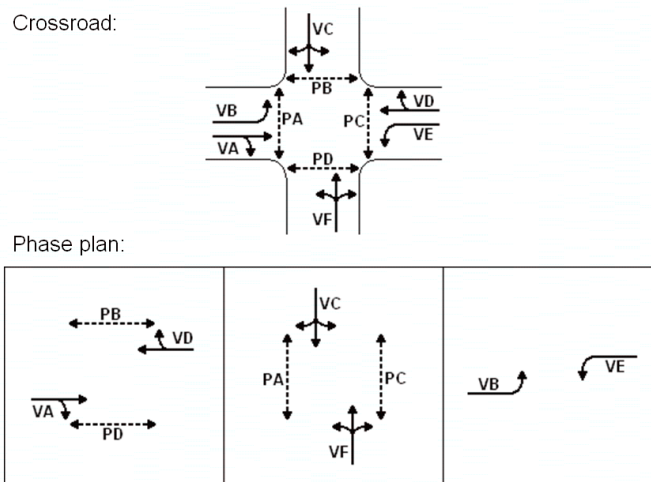 Crossroad:
VC
PB
VB
PA
PC
VD
VA
VE
PD
VF
Phase plan:
PB
VD
VA
PD
VC
PA
PC
VF
VB
VE